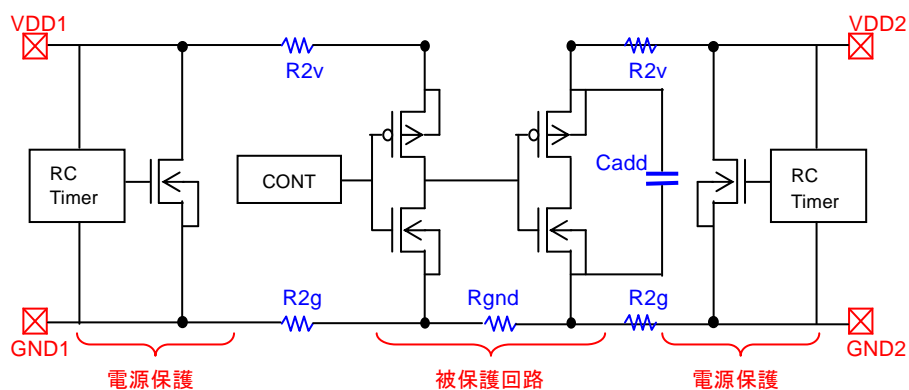 VDD1
VDD2
R2v
R2v
RC
Timer
CONT
Cadd
RC
Timer
R2g
Rgnd
R2g
GND1
GND2
電源保護
被保護回路
電源保護